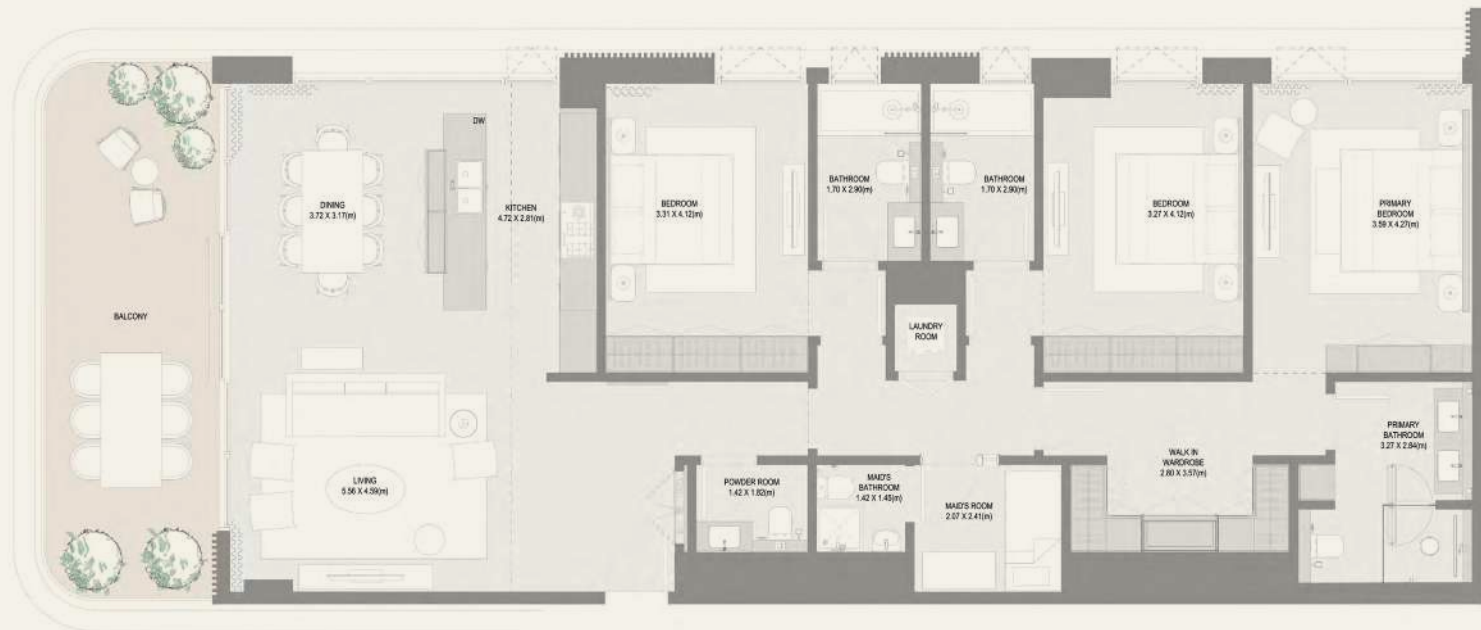 DW
DINING
3.72 X 3.17(m)
KITCHEN
4.72 X 2.81(m)
BEDROOM
3.31 X 4.12(m)
BATHROOM
1.70 X 2.90(m)
BATHROOM
1.70 X 2.90(m)
BEDROOM
3.27 X 4.12(m)
PRIMARY
BEDROOM
3.59 X 4.27(m)
BALCONY
LAUNDRY
ROOM
LIVING
5.56 X 4.59(m)
POWDER ROOM
1.42 X 1.82(m)
MAID'S
BATHROOM
1.42 X 1.45(m)
MAID'S ROOM
2.07 X 2.41(m)
WALK IN
WARDROBE
2.80 X 3.57(m)
PRIMARY
BATHROOM
3.27 X 2.84(m)